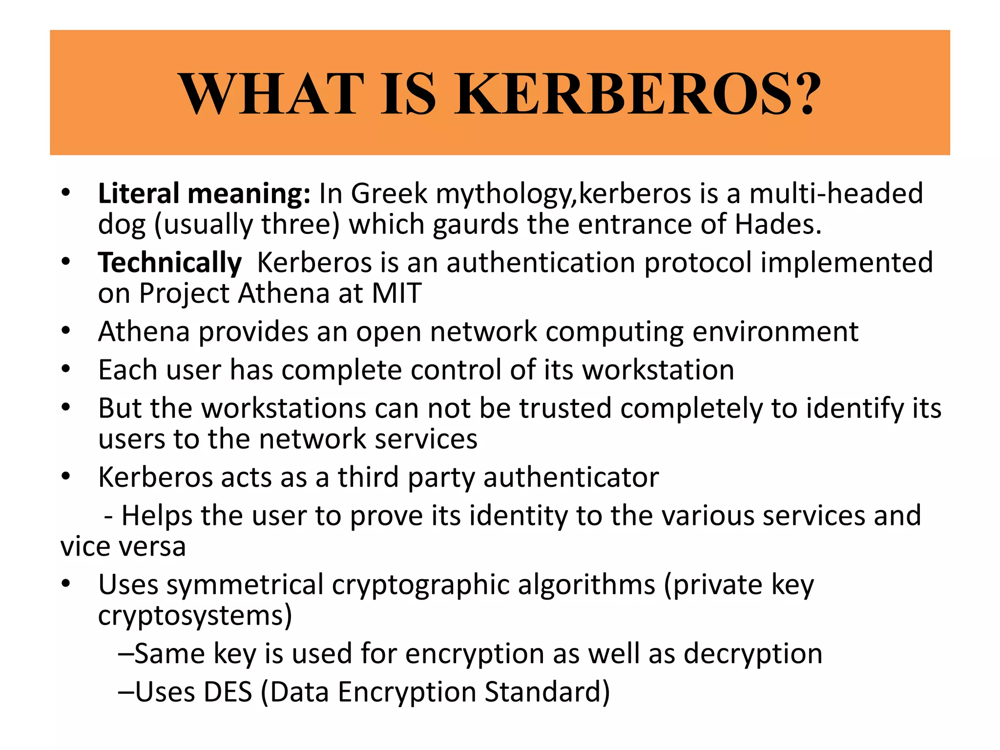 WHAT IS KERBEROS?
• Literal meaning: In Greek mythology,kerberos is a multi-headed
dog (usually three) which gaurds the entrance of Hades.
• Technically  Kerberos is an authentication protocol implemented
on Project Athena at MIT
• Athena provides an open network computing environment
• Each user has complete control of its workstation
• But the workstations can not be trusted completely to identify its
users to the network services
• Kerberos acts as a third party authenticator
- Helps the user to prove its identity to the various services and
vice versa
• Uses symmetrical cryptographic algorithms (private key
cryptosystems)
–Same key is used for encryption as well as decryption
–Uses DES (Data Encryption Standard)